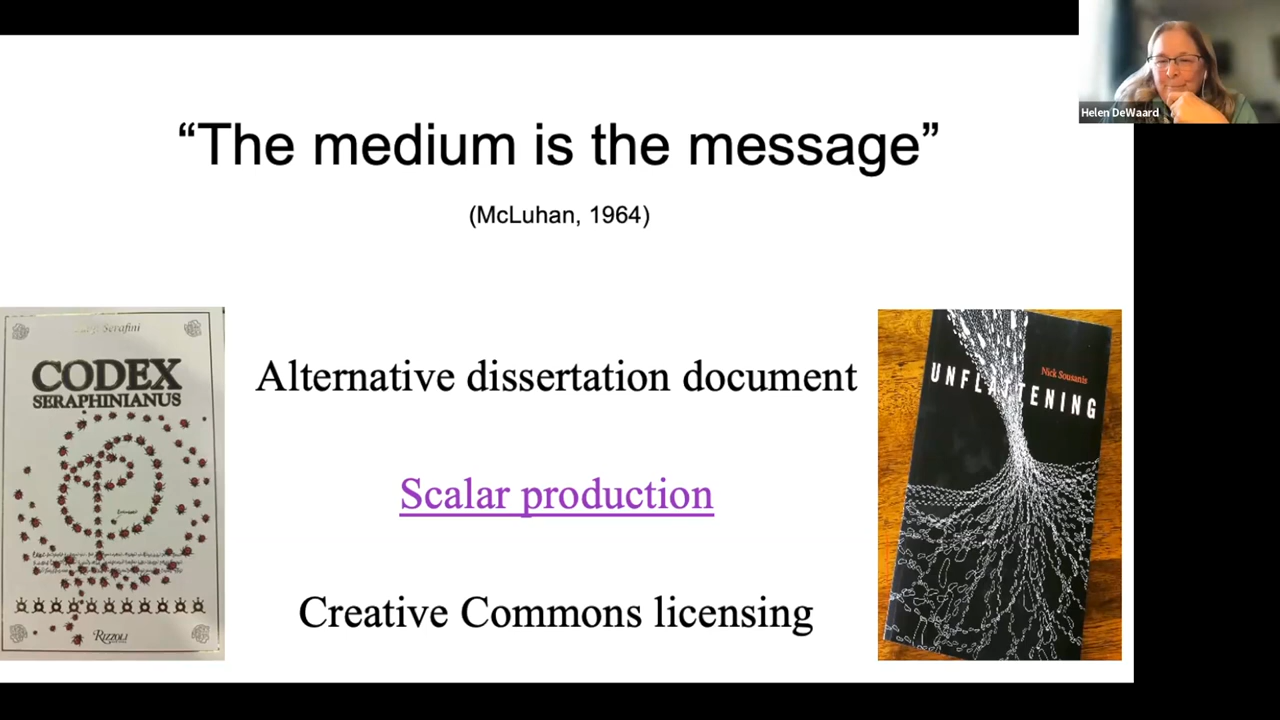 “The medium is the message”
(McLuhan, 1964)
Helen DeWaard
Serafini
CODEX
SERAPHINIANUS
RIZZOLI
Alternative dissertation document
Scalar production
Creative Commons licensing
Nick Sousanis